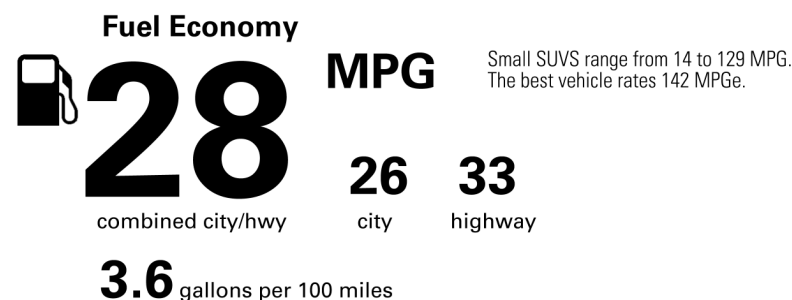 Fuel Economy
28
MPG
Small SUVS range from 14 to 129 MPG.
The best vehicle rates 142 MPGe.
combined city/hwy
26
city
33
highway
3.6 gallons per 100 miles